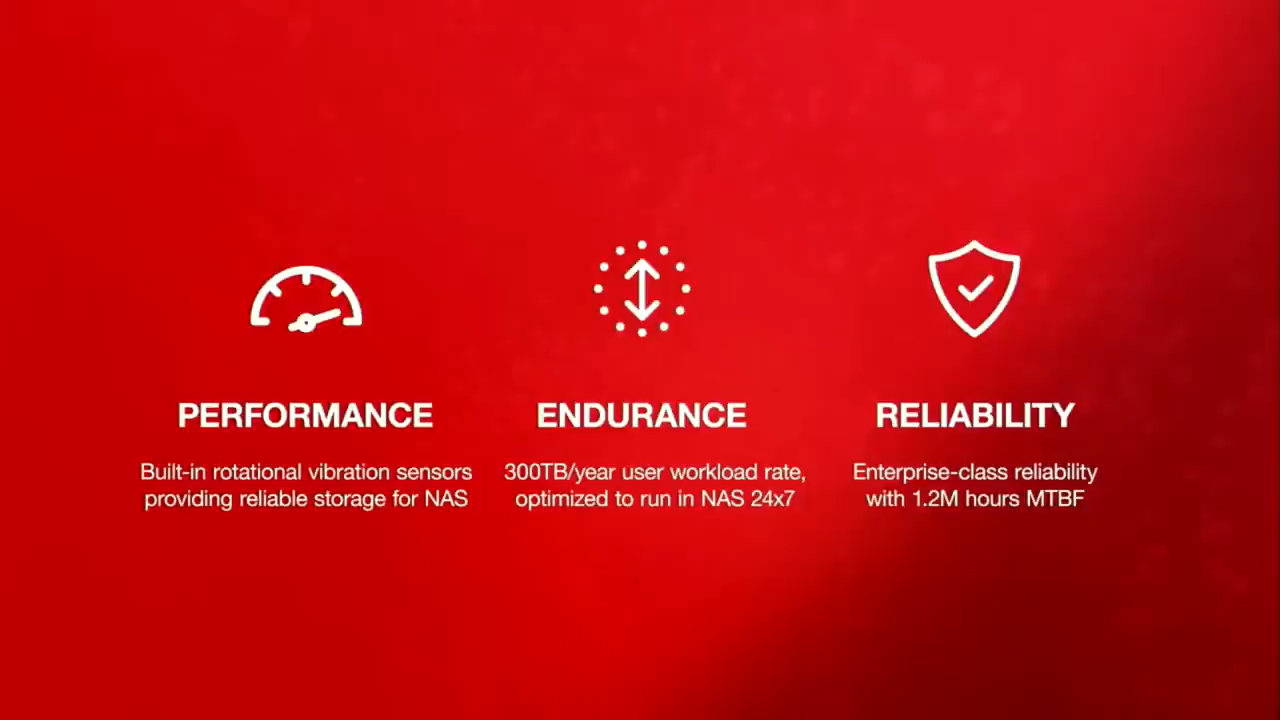 PERFORMANCE
Built-in rotational vibration sensors
providing reliable storage for NAS
ENDURANCE
300TB/year user workload rate,
optimized to run in NAS 24x7
RELIABILITY
Enterprise-class reliability
with 1.2M hours MTBF